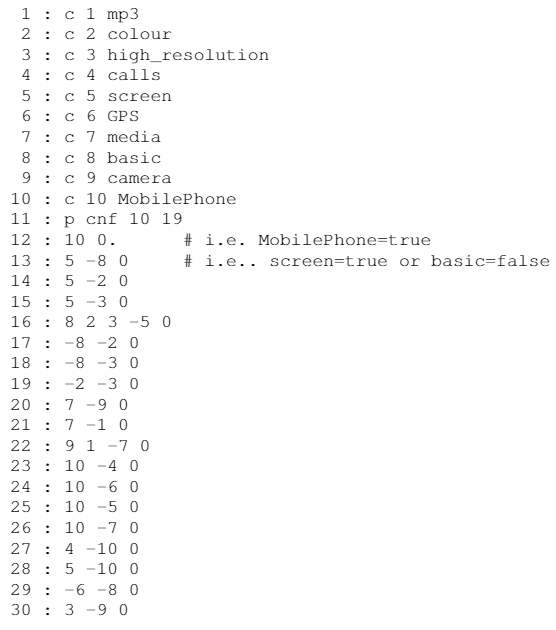 1 : c 1 mp3
2 : c 2 colour
3 : c 3 high_resolution
4 : c 4 calls
5 : c 5 screen
6 : c 6 GPS
7 : c 7 media
8 : c 8 basic
9 : c 9 camera
10 : c 10 MobilePhone
11 : p cnf 10 19
12 : 10 0. # i.e. MobilePhone=true
13 : 5 -8 0 # i.e.. screen=true or basic=false
14 : 5 -2 0
15 : 5 -3 0
16 : 8 2 3 -5 0
17 : -8 -2 0
18 : -8 -3 0
19 : -2 -3 0
20 : 7 -9 0
21 : 7 -1 0
22 : 9 1 -7 0
23 : 10 -4 0
24 : 10 -6 0
25 : 10 -5 0
26 : 10 -7 0
27 : 4 -10 0
28 : 5 -10 0
29 : -6 -8 0
30 : 3 -9 0